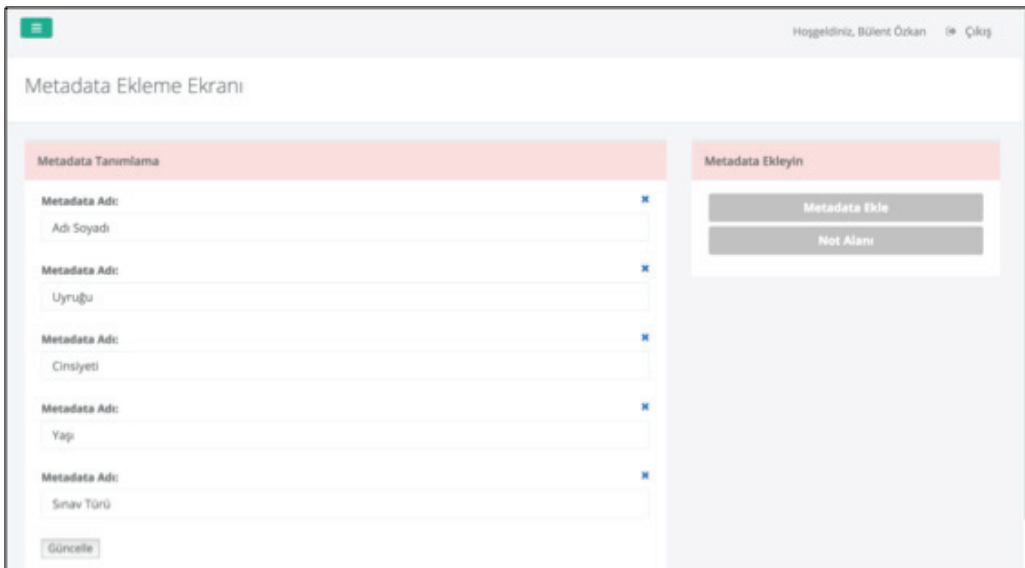 Hoşgeldiniz, Bülent Özkan Çıkış
Metadata Ekleme Ekranı
Metadata Tanımlama
Metadata Adı:
Adı Soyadı
Metadata Adı:
Uyruğu
Metadata Adı:
Cinsiyeti
Metadata Adı:
Yaşı
Metadata Adı:
Sınav Türü
Güncelle
Metadata Ekleyin
Metadata Ekle
Not Alanı